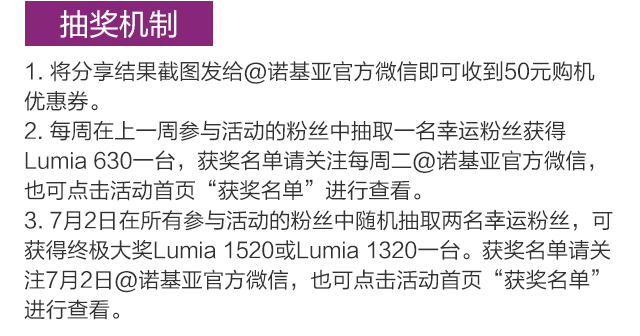 抽奖机制
1. 将分享结果截图发给@诺基亚官方微信即可收到50元购机
优惠券。
2. 每周在上一周参与活动的粉丝中抽取一名幸运粉丝获得
Lumia 630一台，获奖名单请关注每周二@诺基亚官方微信，
也可点击活动首页“获奖名单”进行查看。
3. 7月2日在所有参与活动的粉丝中随机抽取两名幸运粉丝，可
获得终极大奖Lumia 1520或Lumia 1320一台。获奖名单请关
注7月2日@诺基亚官方微信，也可点击活动首页“获奖名单”
进行查看。